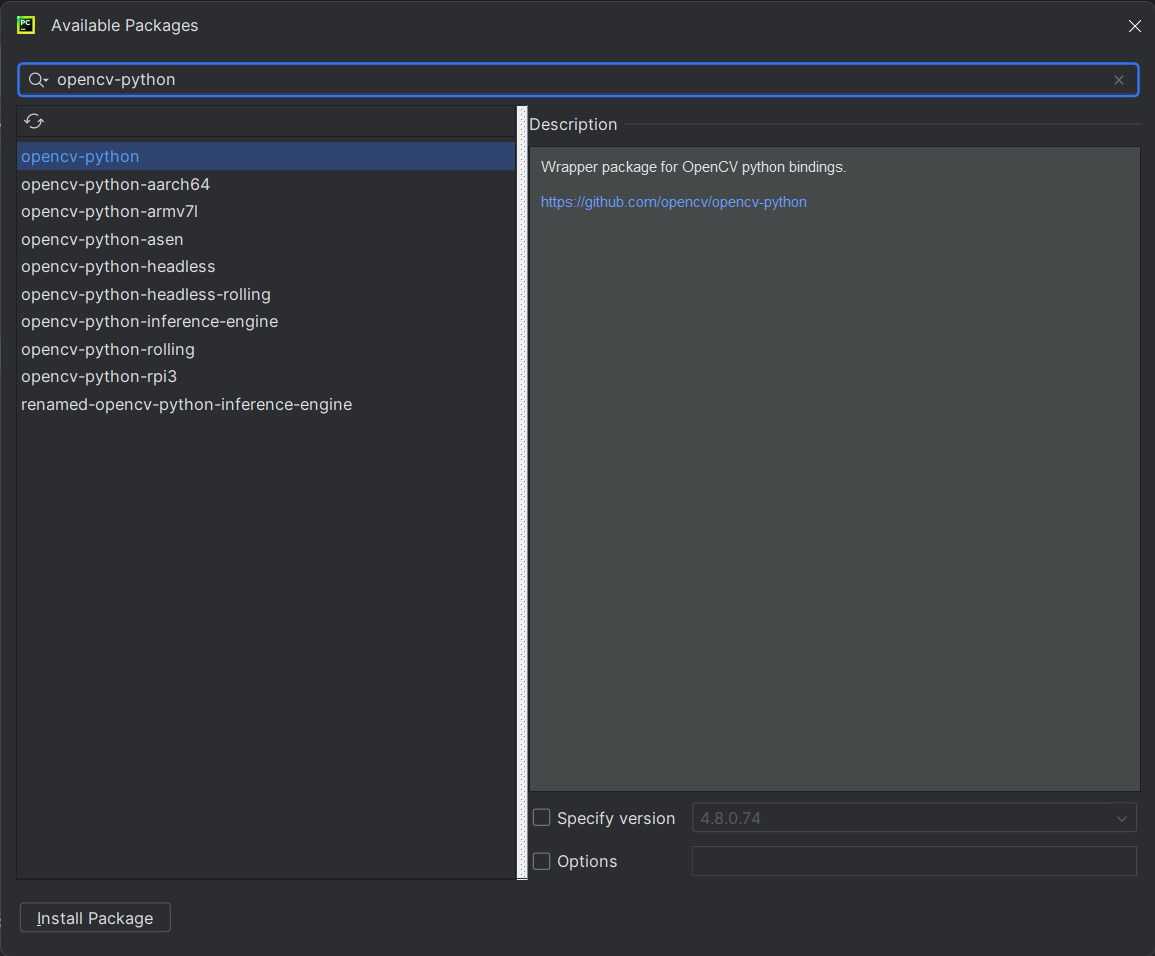 PC
Available Packages
opencv-python
Description
opencv-python
opencv-python-aarch64
opencv-python-armv7l
opencv-python-asen
opencv-python-headless
opencv-python-headless-rolling
opencv-python-inference-engine
opencv-python-rolling
opencv-python-rpi3
renamed-opencv-python-inference-engine
Wrapper package for OpenCV python bindings.
https://github.com/opencv/opencv-python
Specify version
4.8.0.74
Options
Install Package